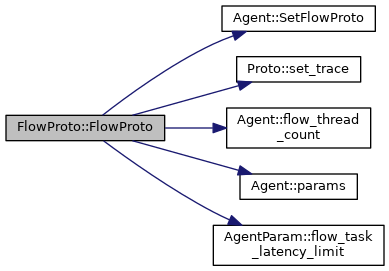 Agent::SetFlowProto
Proto::set_trace
FlowProto::FlowProto
Agent::flow_thread
_count
Agent::params
AgentParam::flow_task
_latency_limit